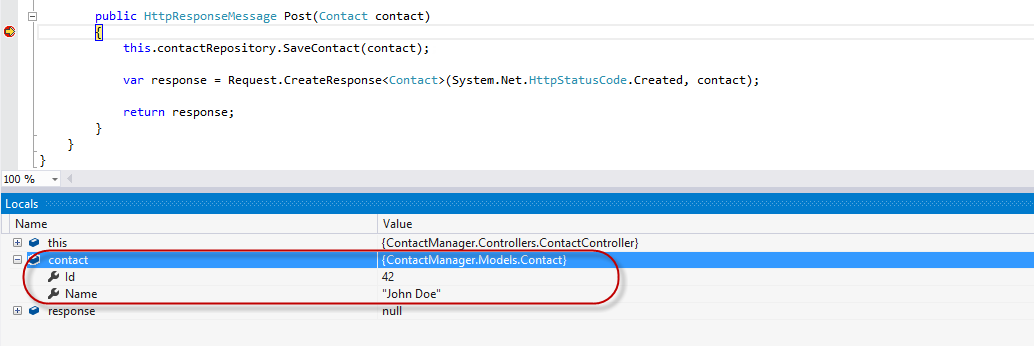 public HttpResponseMessage Post(Contact contact)
{
this.contactRepository.SaveContact(contact);
var response = Request.CreateResponse<Contact>(System.Net.HttpStatusCode.Created, contact);
return response;
}
}
}
100 %
Locals
Name Value
this {ContactManager.Controllers.ContactController}
contact {ContactManager.Models.Contact}
Id 42
Name "John Doe"
response null